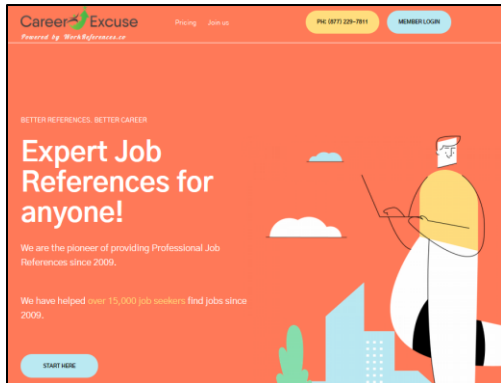 Career Excuse
Powered by WorkReferences.co
Pricing Join us
PH: (877) 229-7811
MEMBER LOGIN
BETTER REFERENCES. BETTER CAREER
Expert Job
References for
anyone!
We are the pioneer of providing Professional Job
References since 2009.
We have helped over 15,000 job seekers find jobs since
2009.
START HERE